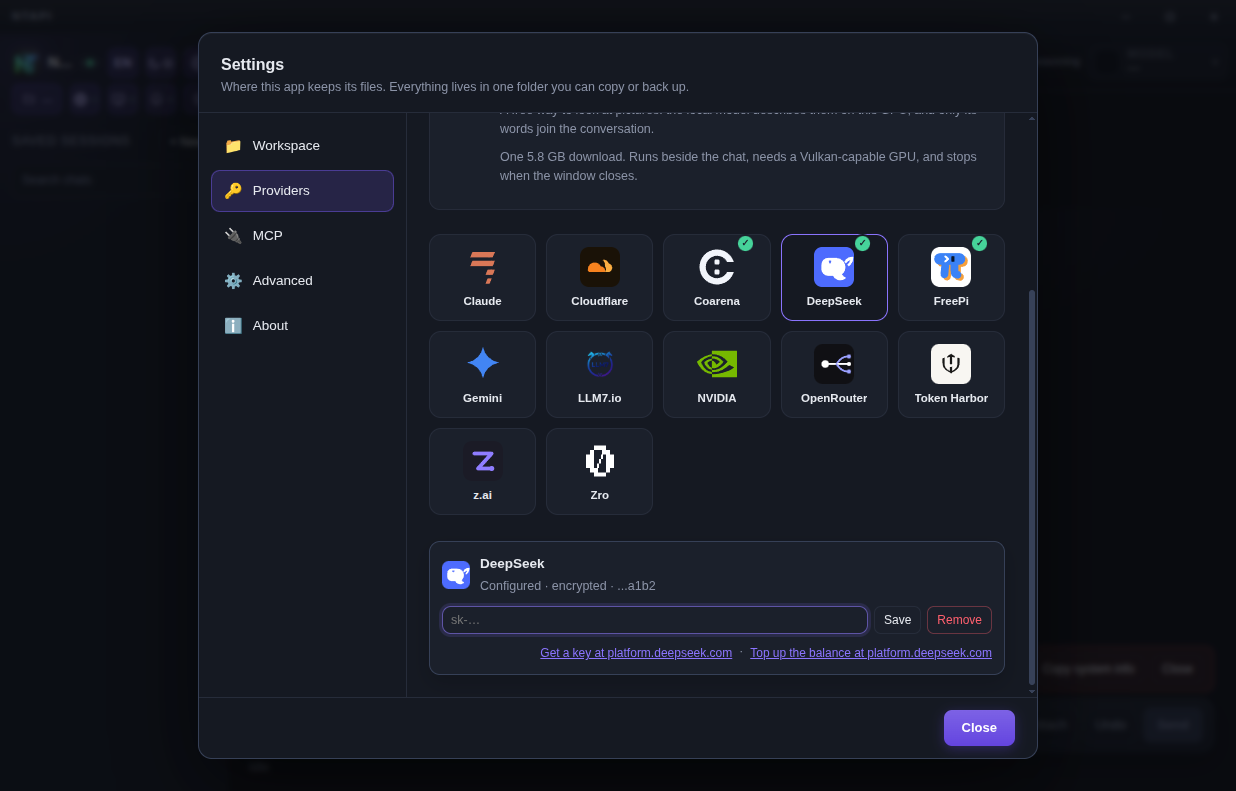 Settings
Where this app keeps its files. Everything lives in one folder you can copy or back up.
Workspace
Providers
MCP
Advanced
About
words join the conversation.
One 5.8 GB download. Runs beside the chat, needs a Vulkan-capable GPU, and stops
when the window closes.
Claude
Cloudflare
Coarena
DeepSeek
FreePi
Gemini
LLM7.io
NVIDIA
OpenRouter
Token Harbor
z.ai
Zro
DeepSeek
Configured · encrypted · ...a1b2
sk-...
Save
Remove
Get a key at platform.deepseek.com · Top up the balance at platform.deepseek.com
Close